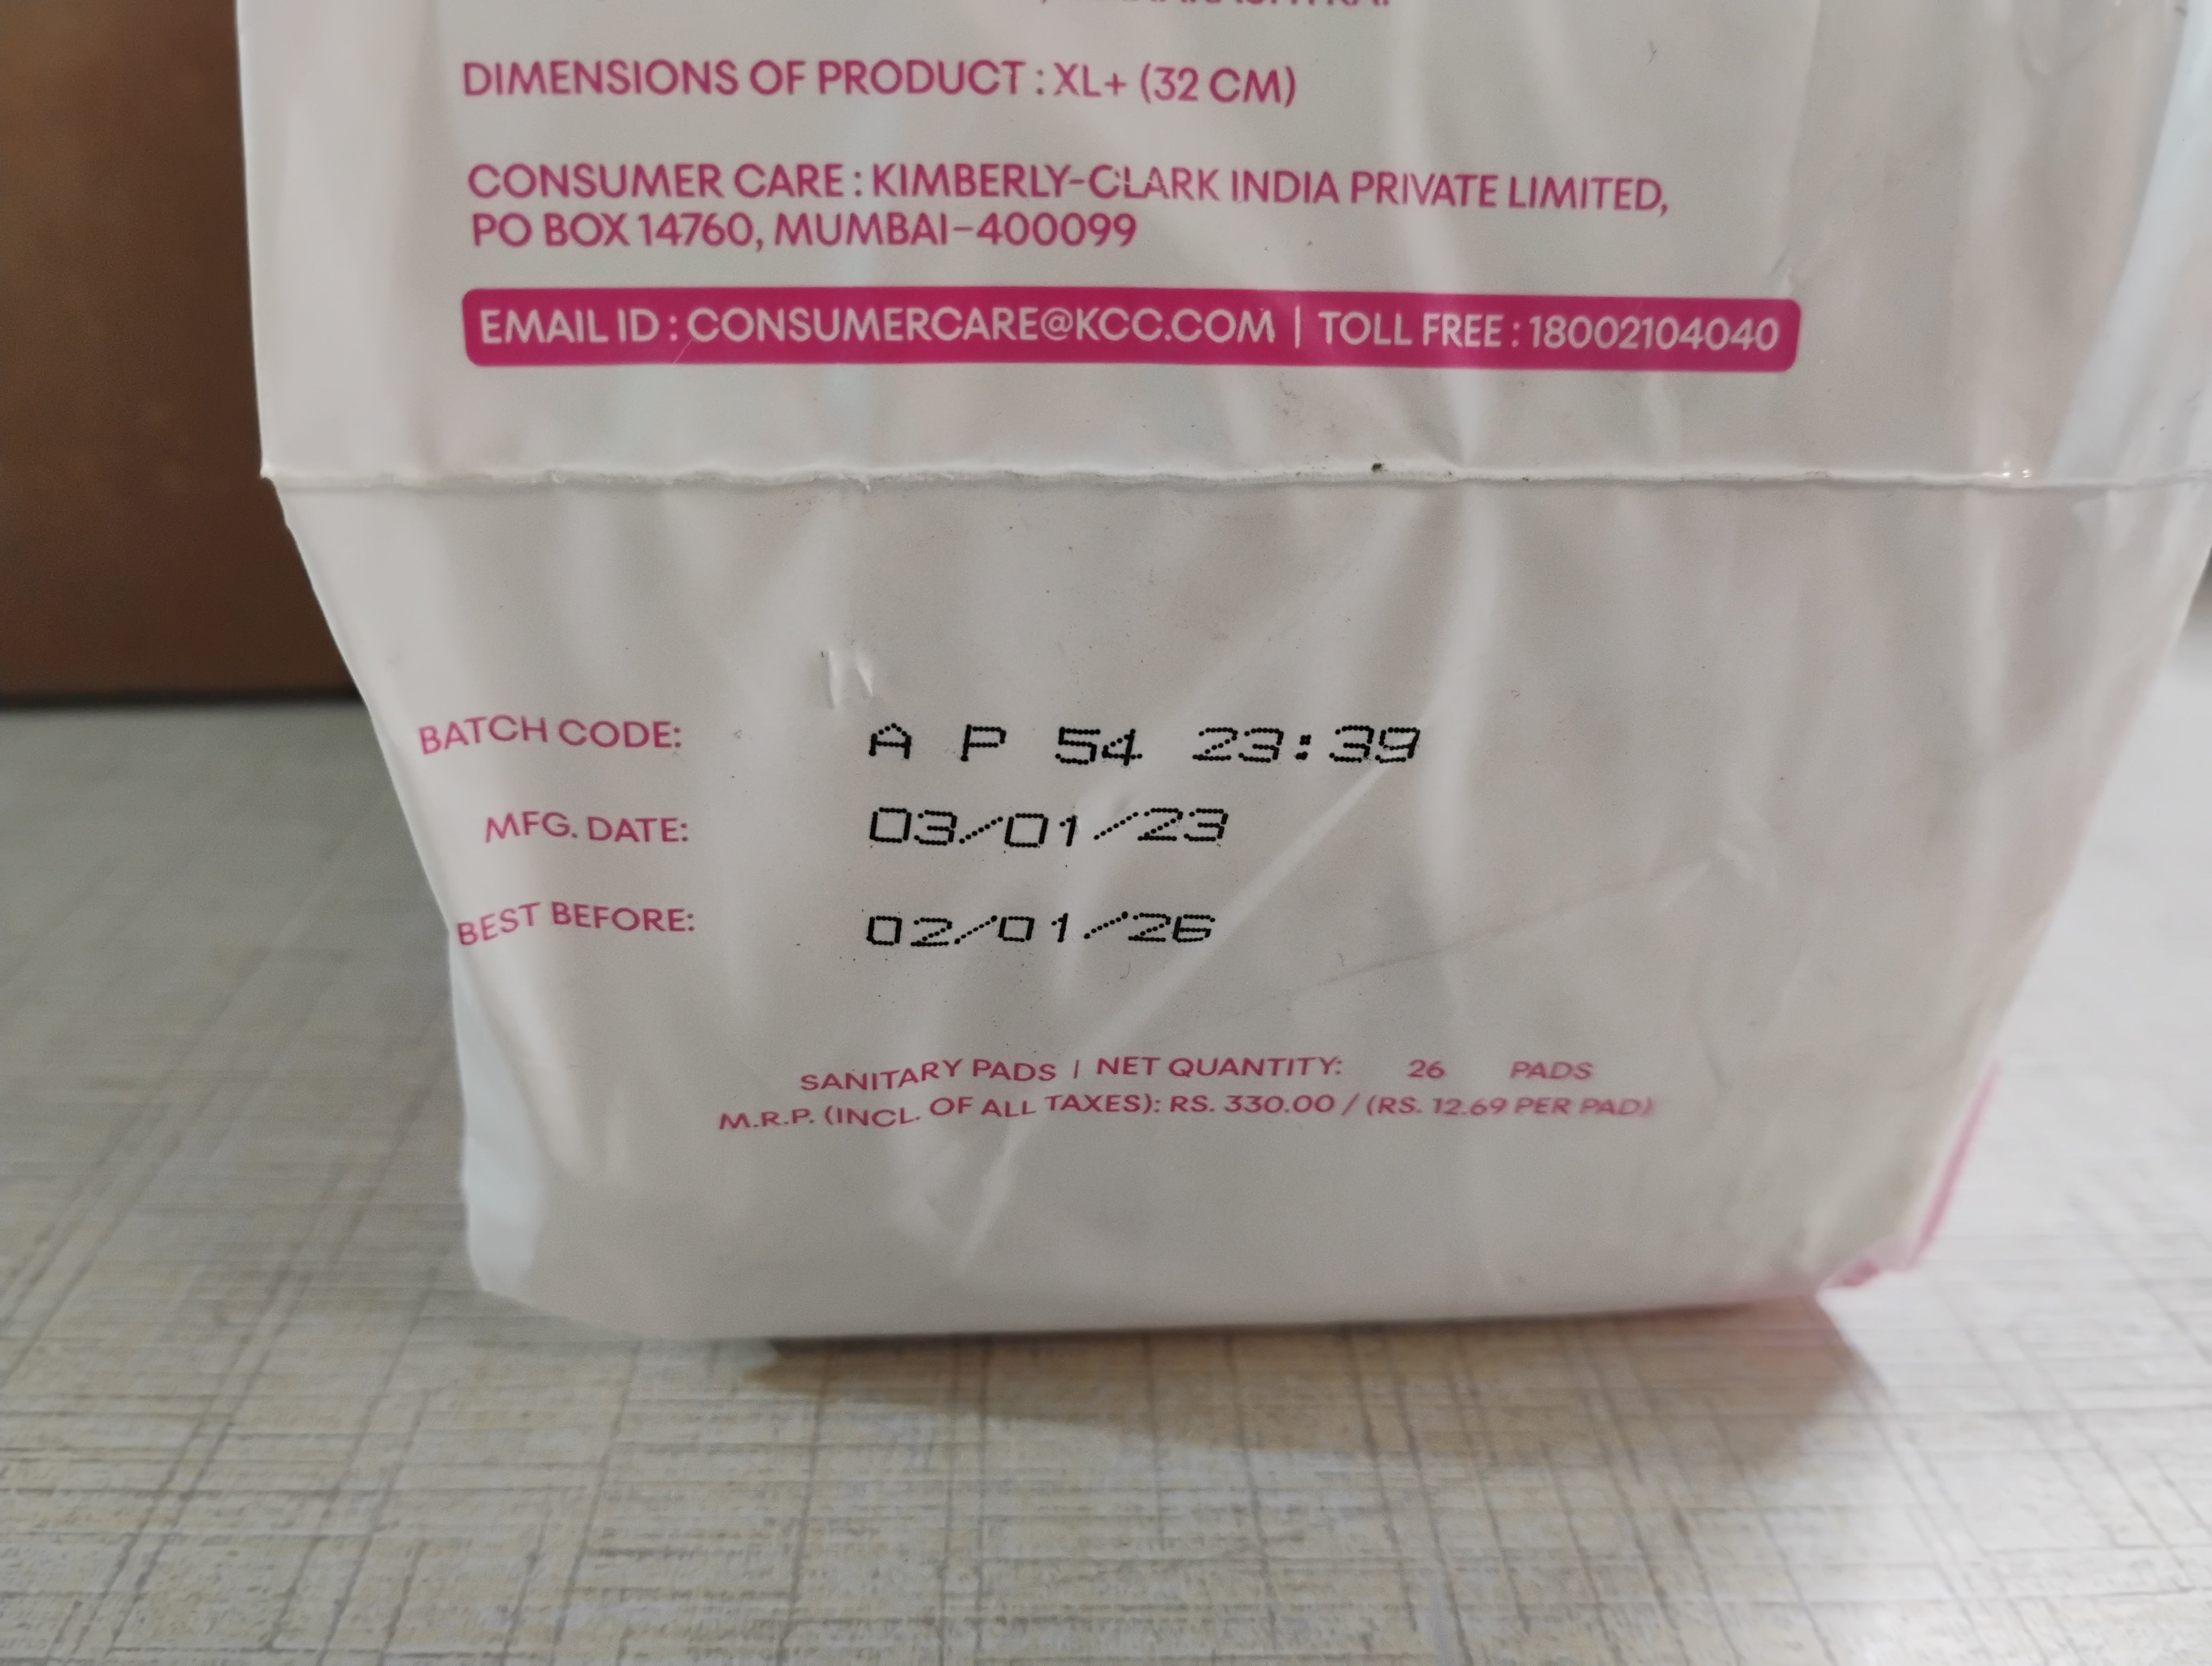 DIMENSIONS OF PRODUCT : XL+ (32 CM)
CONSUMER CARE : KIMBERLY-CLARK INDIA PRIVATE LIMITED,
PO BOX 14760, MUMBAI-400099
EMAIL ID : CONSUMERCARE@KCC.COM | TOLL FREE : 18002104040
BATCH CODE: A P 54 23:39
MFG. DATE: 03/01/23
BEST BEFORE: 02/01/26
SANITARY PADS | NET QUANTITY: 26 PADS
M.R.P. (INCL. OF ALL TAXES): RS. 330.00 / (RS. 12.69 PER PAD)